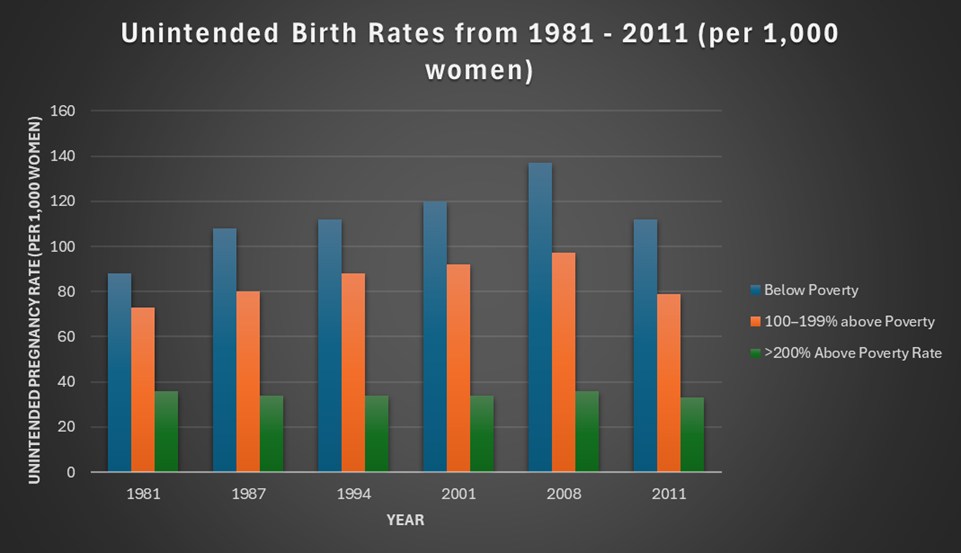 Unintended Birth Rates from 1981 - 2011 (per 1,000
women)
UNINTENDED PREGNANCY RATE (PER 1,000 WOMEN)
160
140
120
100
80
60
40
20
0
1981 1987 1994 2001 2008 2011
YEAR
Below Poverty
100–199% above Poverty
>200% Above Poverty Rate